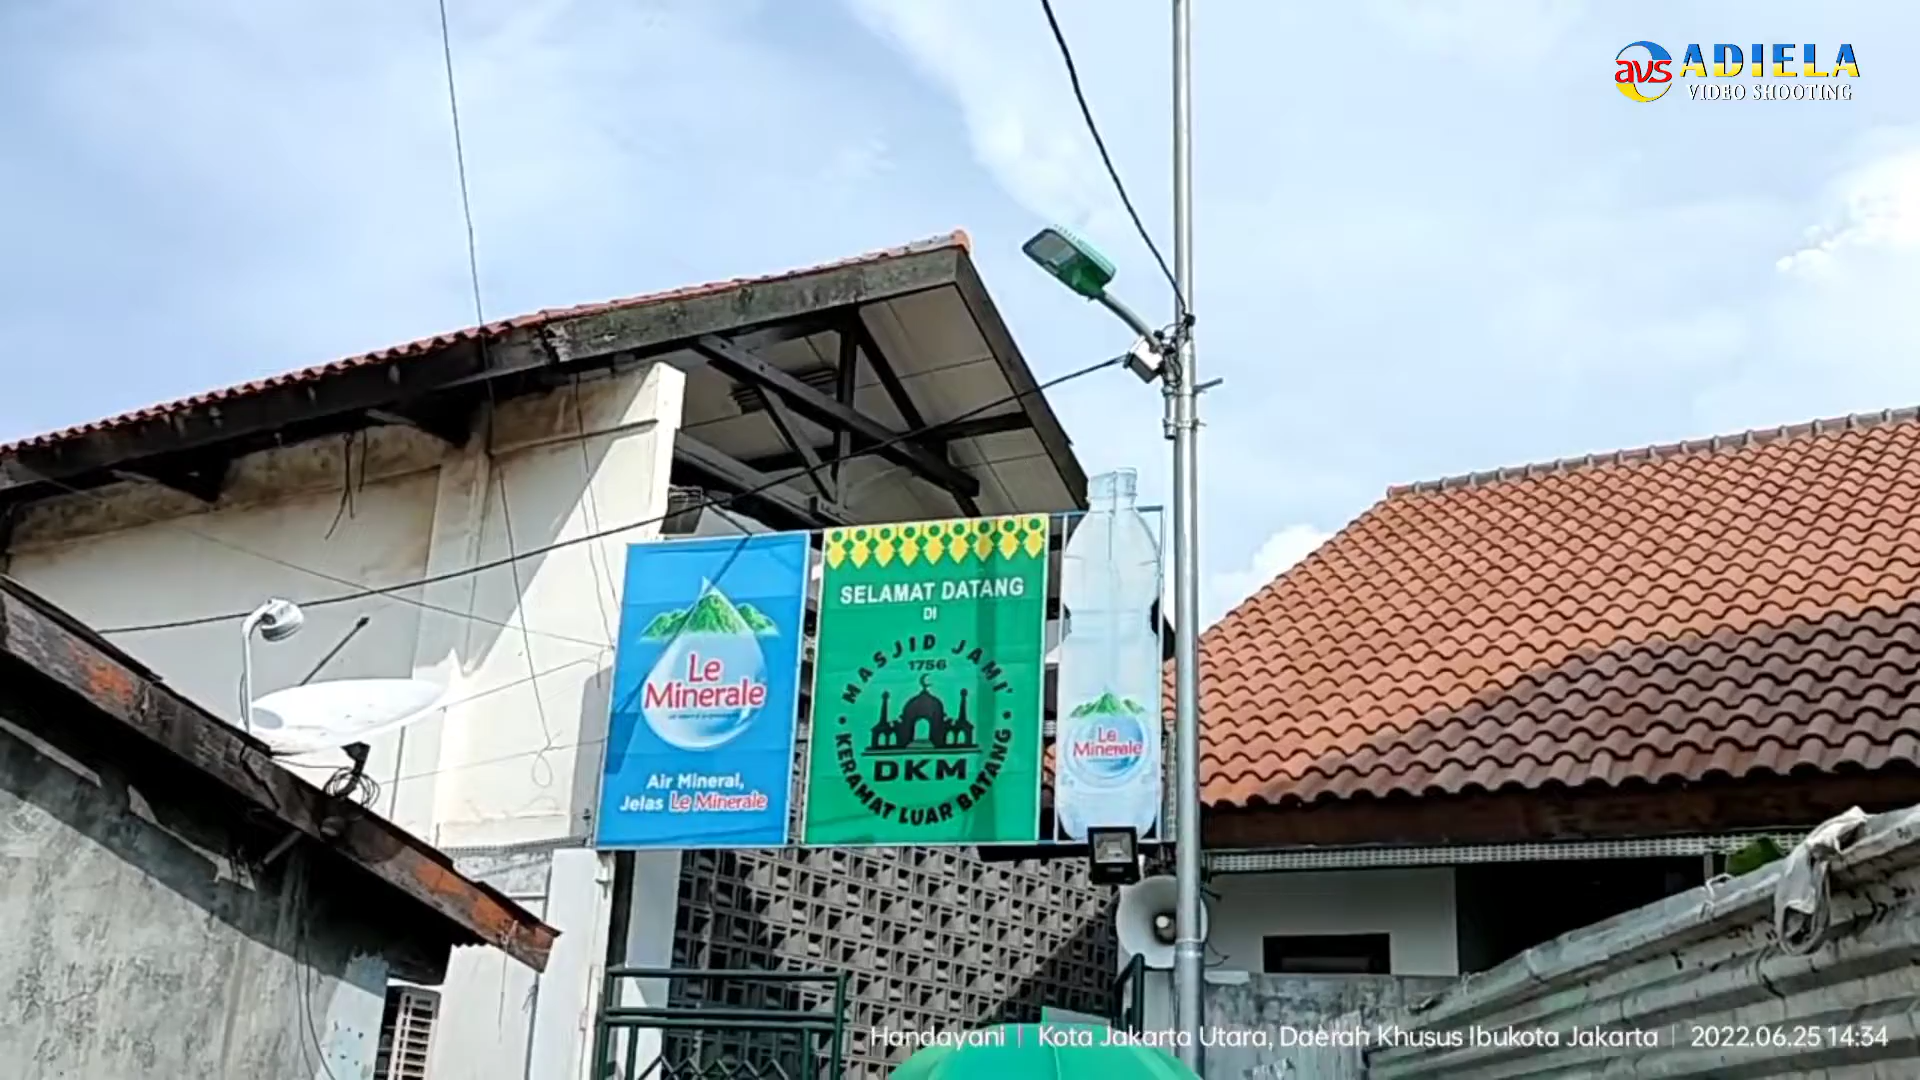 avs ADIELA
VIDEO SHOOTING
Le
Minerale
Air Mineral,
Jelas Le Minerale
SELAMAT DATANG
DI
MASJID JAMI'
1756
DKM
KERAMAT LUAR BATANG
Le
Minerale
Handayani | Kota Jakarta Utara, Daerah Khusus Ibukota Jakarta | 2022.06.25 14:34